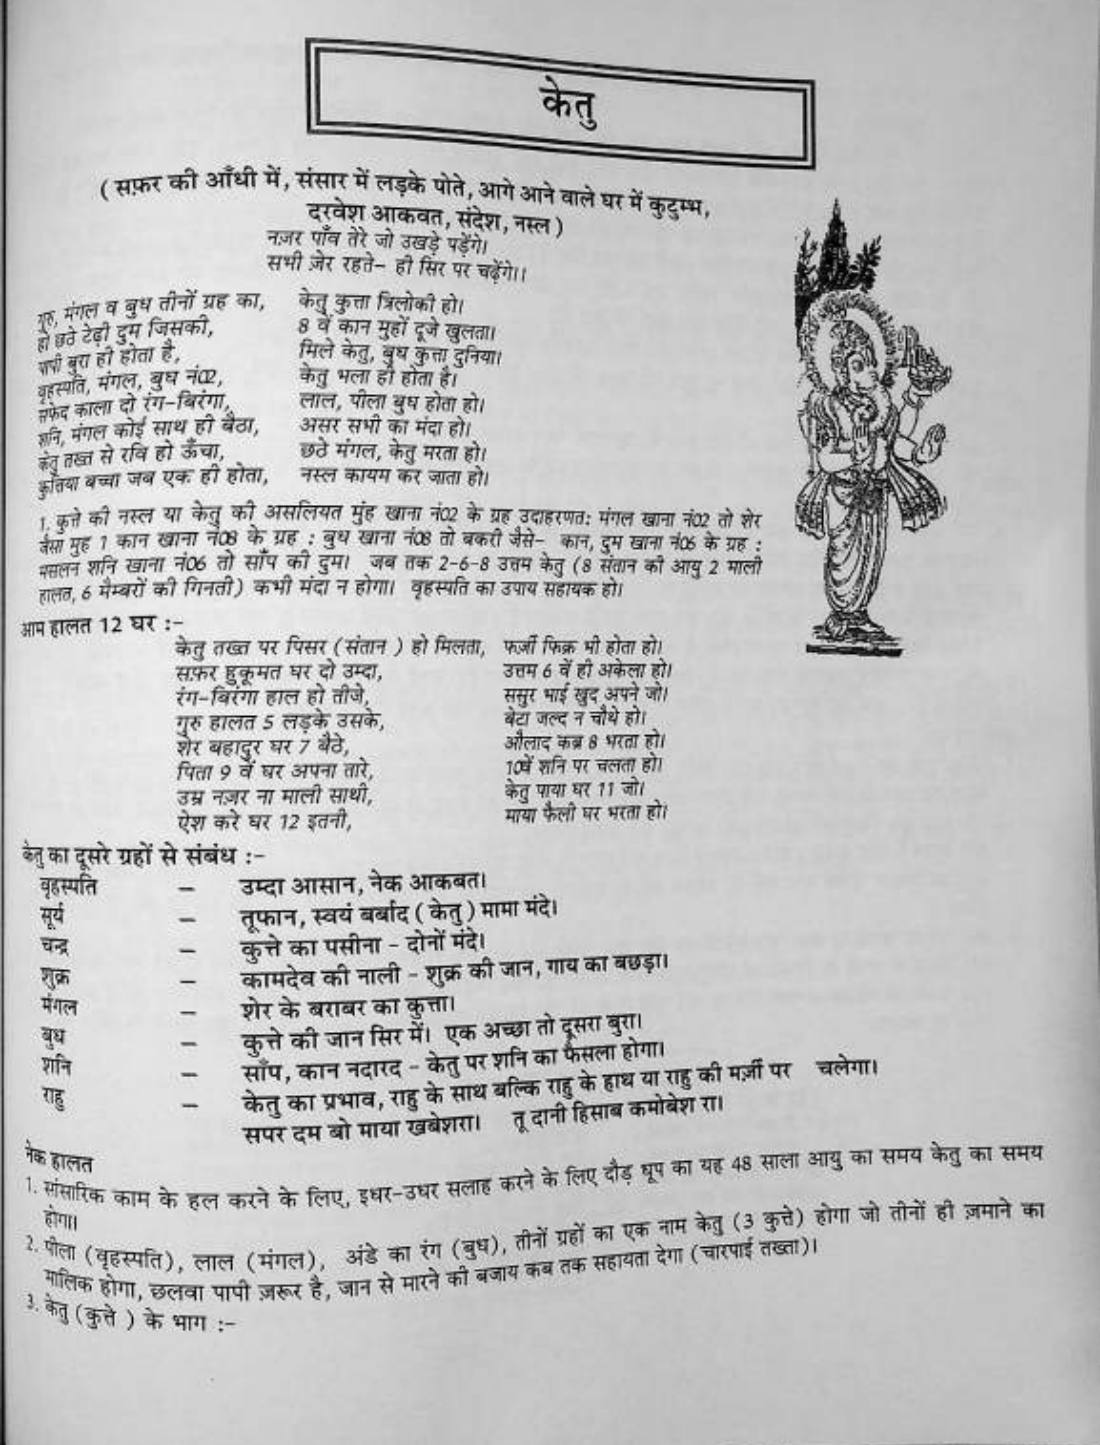 केतु
( सफ़र की आँधी में, संसार में लड़के पोते, आगे आने वाले घर में कुटुम्भ,
दरवेश आकवत, संदेश, नस्ल )
नज़र पाँव तेरे जो उखड़े पड़ेंगे।
सभी ज़ेर रहते- ही सिर पर चढ़ेंगे।।
गुरु, मंगल व बुध तीनों ग्रह का, केतु कुत्ता त्रिलोकी हो।
हो छठे टेढ़ी दुम जिसकी, 8 वें कान मुहों दूजे खुलता।
पापी बुरा ही होता है, मिले केतु, बुध कुत्ता दुनिया।
वृहस्पति, मंगल, बुध नं02, केतु भला ही होता है।
सफेद काला दो रंग-बिरंगा, लाल, पीला बुध होता हो।
शनि, मंगल कोई साथ ही बैठा, असर सभी का मंदा हो।
केतु तख्त से रवि हो ऊँचा, छठे मंगल, केतु मरता हो।
कुतिया बच्चा जब एक ही होता, नस्ल कायम कर जाता हो।
1. कुत्ते की नस्ल या केतु की असलियत मुंह खाना नं02 के ग्रह उदाहरणत: मंगल खाना नं02 तो शेर
जैसा मुह 1 कान खाना नं08 के ग्रह : बुध खाना नं08 तो बकरी जैसे- कान, दुम खाना नं06 के ग्रह :
मसलन शनि खाना नं06 तो साँप की दुम। जब तक 2-6-8 उत्तम केतु (8 संतान की आयु 2 माली
हालत, 6 मैम्बरों की गिनती) कभी मंदा न होगा। वृहस्पति का उपाय सहायक हो।
आम हालत 12 घर :-
केतु तख्त पर पिसर (संतान ) हो मिलता, फर्ज़ी फिक्र भी होता हो।
सफ़र हुकूमत घर दो उम्दा, उत्तम 6 वें ही अकेला हो।
रंग-बिरंगा हाल हो तीजे, ससुर भाई खुद अपने जो।
गुरु हालत 5 लड़के उसके, बेटा जल्द न चौथे हो।
शेर बहादुर घर 7 बैठे, औलाद कब्र 8 भरता हो।
पिता 9 वें घर अपना तारे, 10वें शनि पर चलता हो।
उम्र नज़र ना माली साथी, केतु पाया घर 11 जो।
ऐश करे घर 12 इतनी, माया फैली घर भरता हो।
केतु का दूसरे ग्रहों से संबंध :-
वृहस्पति – उम्दा आसान, नेक आकबत।
सूर्य – तूफान, स्वयं बर्बाद ( केतु ) मामा मंदे।
चन्द्र – कुत्ते का पसीना - दोनों मंदे।
शुक्र – कामदेव की नाली - शुक्र की जान, गाय का बछड़ा।
मंगल – शेर के बराबर का कुत्ता।
बुध – कुत्ते की जान सिर में। एक अच्छा तो दूसरा बुरा।
शनि – साँप, कान नदारद - केतु पर शनि का फैसला होगा।
राहु – केतु का प्रभाव, राहु के साथ बल्कि राहु के हाथ या राहु की मर्ज़ी पर चलेगा।
सपर दम बो माया खबेशरा। तू दानी हिसाब कमोबेश रा।
नेक हालत
1. सांसारिक काम के हल करने के लिए, इधर-उधर सलाह करने के लिए दौड़ धूप का यह 48 साला आयु का समय केतु का समय
होगा।
2. पीला (वृहस्पति), लाल (मंगल), अंडे का रंग (बुध), तीनों ग्रहों का एक नाम केतु (3 कुत्ते) होगा जो तीनों ही ज़माने का
मालिक होगा, छलवा पापी ज़रूर है, जान से मारने की बजाय कब तक सहायता देगा (चारपाई तख्ता)।
3. केतु (कुत्ते ) के भाग :-